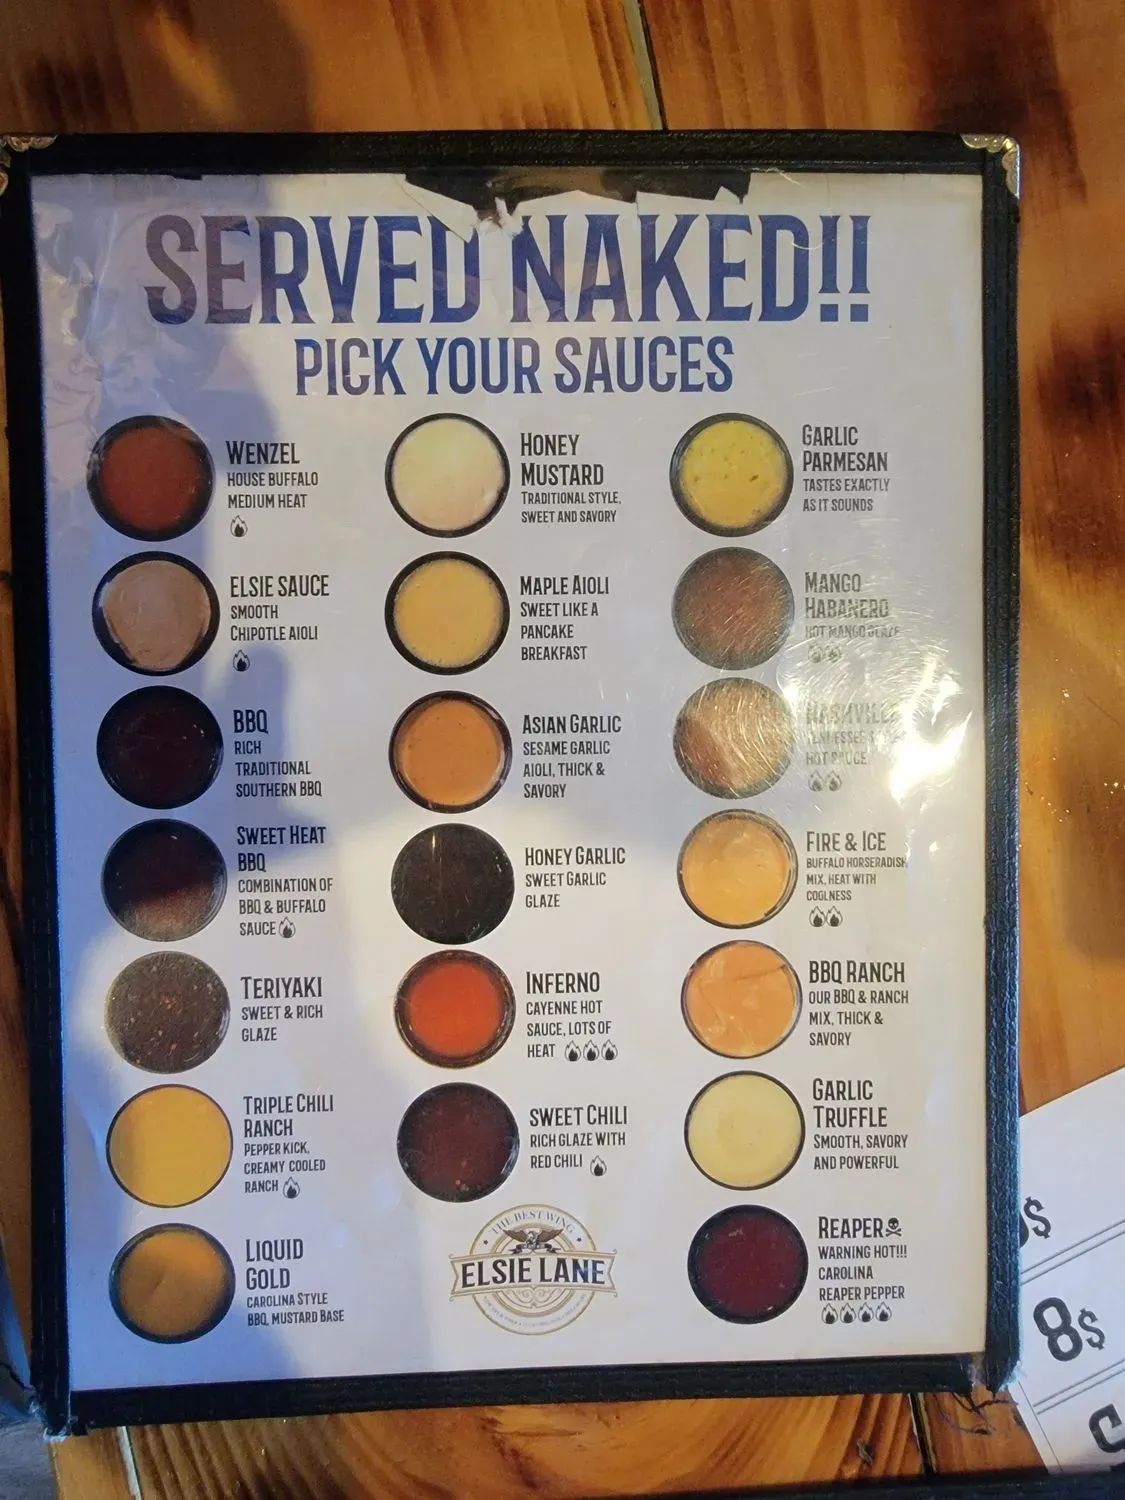 SERVED NAKED!!
PICK YOUR SAUCES
WENZEL
HOUSE BUFFALO
MEDIUM HEAT
ELSIE SAUCE
SMOOTH
CHIPOTLE AIOLI
BBQ
RICH
TRADITIONAL
SOUTHERN BBQ
SWEET HEAT
BBQ
COMBINATION OF
BBQ & BUFFALO
SAUCE
TERIYAKI
SWEET & RICH
GLAZE
TRIPLE CHILI
RANCH
PEPPER KICK,
CREAMY COOLED
RANCH
LIQUID
GOLD
CAROLINA STYLE
BBQ, MUSTARD BASE
HONEY
MUSTARD
TRADITIONAL STYLE,
SWEET AND SAVORY
MAPLE AIOLI
SWEET LIKE A
PANCAKE
BREAKFAST
ASIAN GARLIC
SESAME GARLIC
AIOLI, THICK &
SAVORY
HONEY GARLIC
SWEET GARLIC
GLAZE
INFERNO
CAYENNE HOT
SAUCE, LOTS OF
HEAT
SWEET CHILI
RICH GLAZE WITH
RED CHILI
THE BEST WING
ELSIE LANE
GARLIC
PARMESAN
TASTES EXACTLY
AS IT SOUNDS
MANGO
HABANERO
HOT MANGO GLAZE
NASHVILLE
TENNESSEE
HOT SAUCE
FIRE & ICE
BUFFALO HORSERADISH
MIX, HEAT WITH
COOLNESS
BBQ RANCH
OUR BBQ & RANCH
MIX, THICK &
SAVORY
GARLIC
TRUFFLE
SMOOTH, SAVORY
AND POWERFUL
REAPER
WARNING HOT!!!
CAROLINA
REAPER PEPPER
$
8$